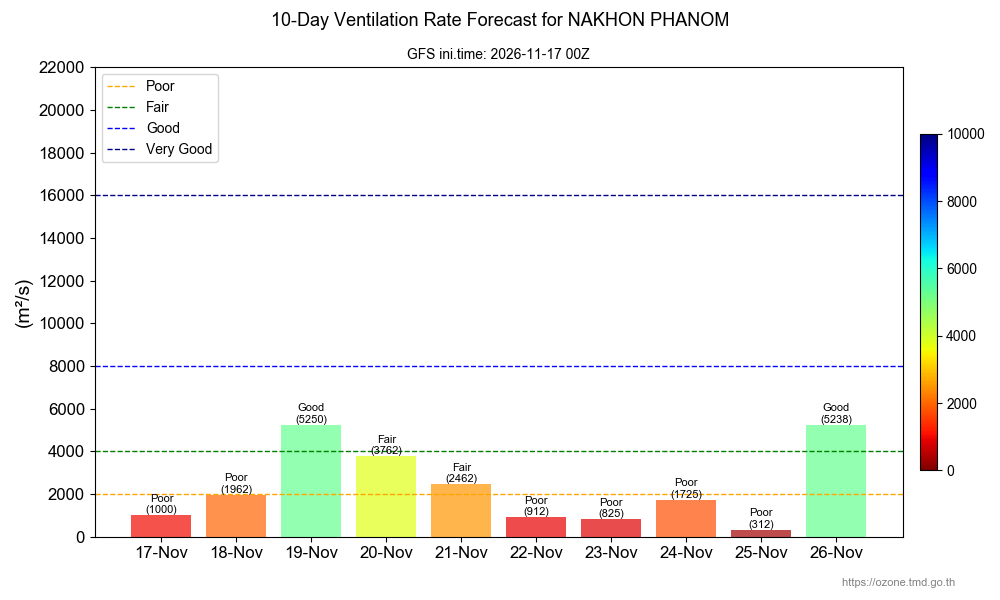 10-Day Ventilation Rate Forecast for NAKHON PHANOM
GFS ini.time: 2026-11-17 00Z
(m²/s)
22000
20000
18000
16000
14000
12000
10000
8000
6000
4000
2000
0
Poor
Fair
Good
Very Good
Poor
(1000)
Poor
(1962)
Good
(5250)
Fair
(3762)
Fair
(2462)
Poor
(912)
Poor
(825)
Poor
(1725)
Poor
(312)
Good
(5238)
17-Nov
18-Nov
19-Nov
20-Nov
21-Nov
22-Nov
23-Nov
24-Nov
25-Nov
26-Nov
10000
8000
6000
4000
2000
0
https://ozone.tmd.go.th